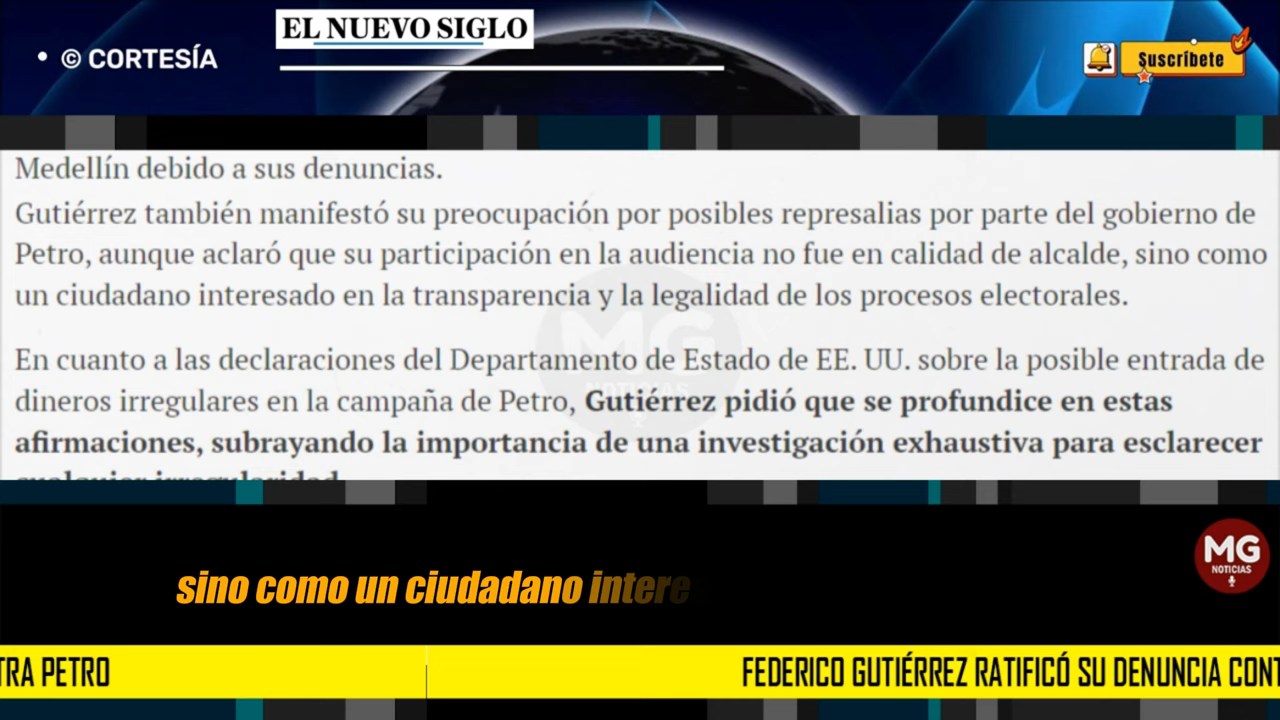 • © CORTESÍA
EL NUEVO SIGLO
Suscríbete
Medellín debido a sus denuncias.
Gutiérrez también manifestó su preocupación por posibles represalias por parte del gobierno de
Petro, aunque aclaró que su participación en la audiencia no fue en calidad de alcalde, sino como
un ciudadano interesado en la transparencia y la legalidad de los procesos electorales.
En cuanto a las declaraciones del Departamento de Estado de EE. UU. sobre la posible entrada de
dineros irregulares en la campaña de Petro, Gutiérrez pidió que se profundice en estas
afirmaciones, subrayando la importancia de una investigación exhaustiva para esclarecer
cualquier irregularidad.
MG
NOTICIAS
sino como un ciudadano intere
MG
NOTICIAS
TRA PETRO
FEDERICO GUTIÉRREZ RATIFICÓ SU DENUNCIA CONT